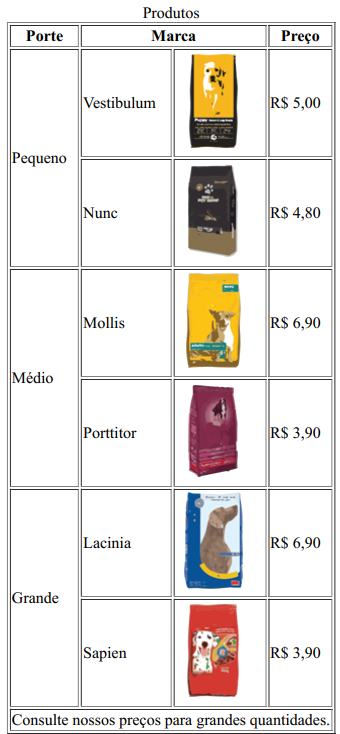 Produtos
Porte Marca Preço
Pequeno
Vestibulum R$ 5,00
Nunc R$ 4,80
Médio
Mollis R$ 6,90
Porttitor R$ 3,90
Grande
Lacinia R$ 6,90
Sapien R$ 3,90
Consulte nossos preços para grandes quantidades.